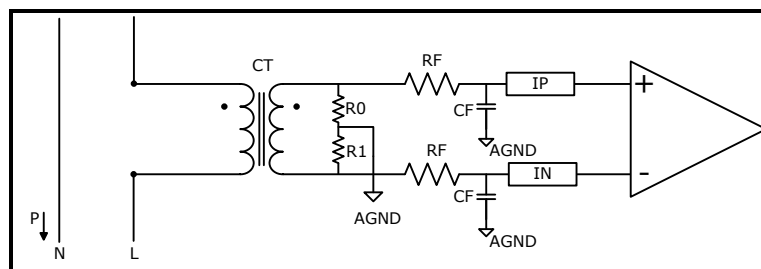 CT
RF
R0
CF
IP
+
AGND
R1
RF
IN
-
AGND
CF
AGND
P
N
L